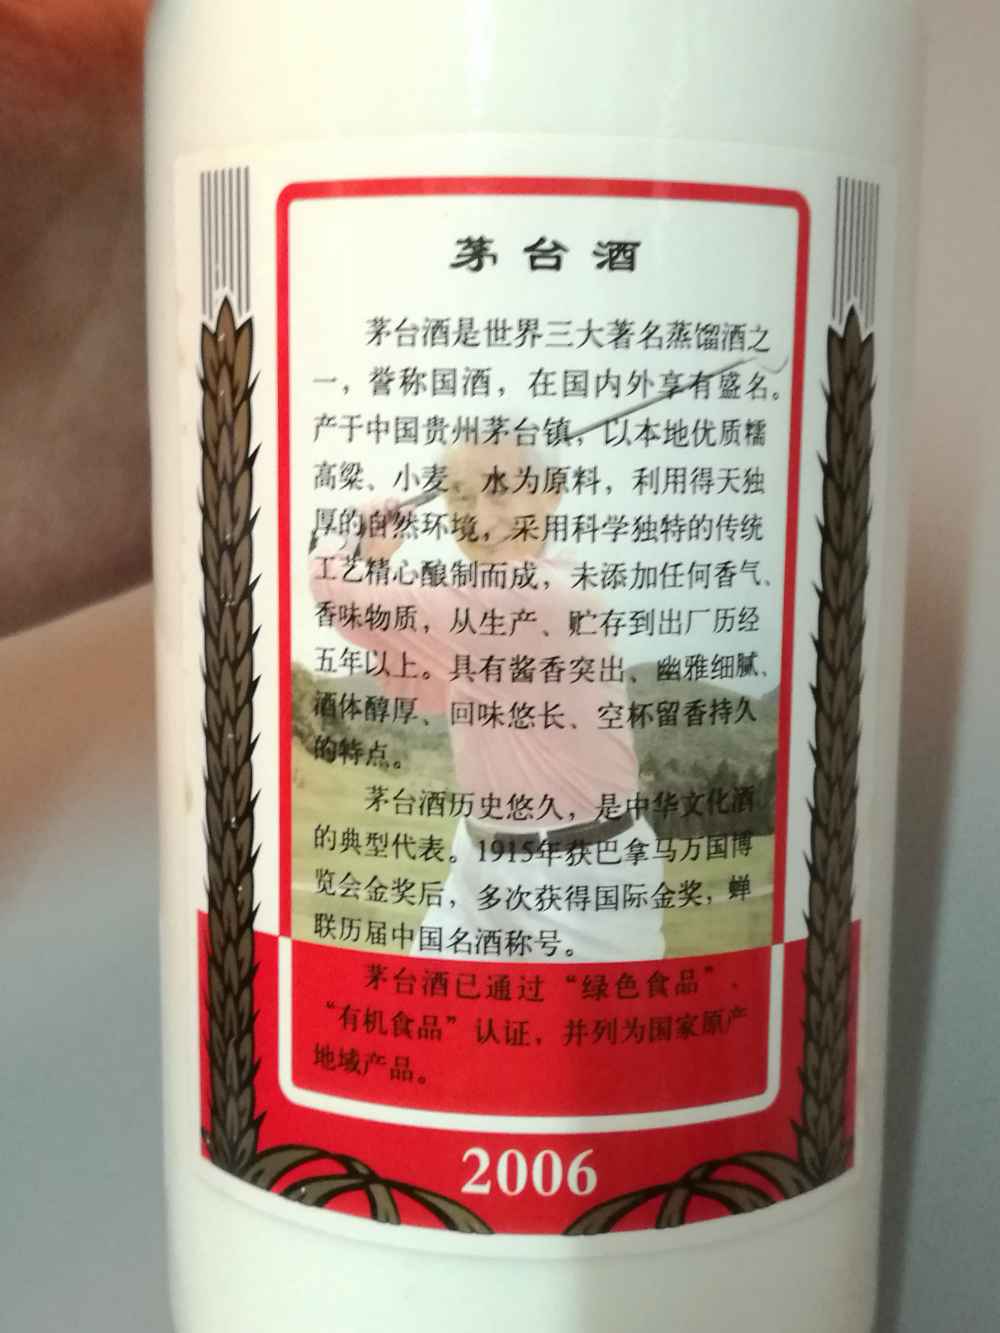 茅台酒
茅台酒是世界三大著名蒸馏酒之
一，誉称国酒，在国内外享有盛名。
产于中国贵州茅台镇，以本地优质糯
高粱、小麦、水为原料，利用得天独
厚的自然环境，采用科学独特的传统
工艺精心酿制而成，未添加任何香气、
香味物质，从生产、贮存到出厂历经
五年以上。具有酱香突出、幽雅细腻、
酒体醇厚、回味悠长、空杯留香持久
的特点。
茅台酒历史悠久，是中华文化酒
的典型代表。1915年获巴拿马万国博
览会金奖后，多次获得国际金奖，蝉
联历届中国名酒称号。
茅台酒已通过“绿色食品”、
“有机食品”认证，并列为国家原产
地域产品。
2006